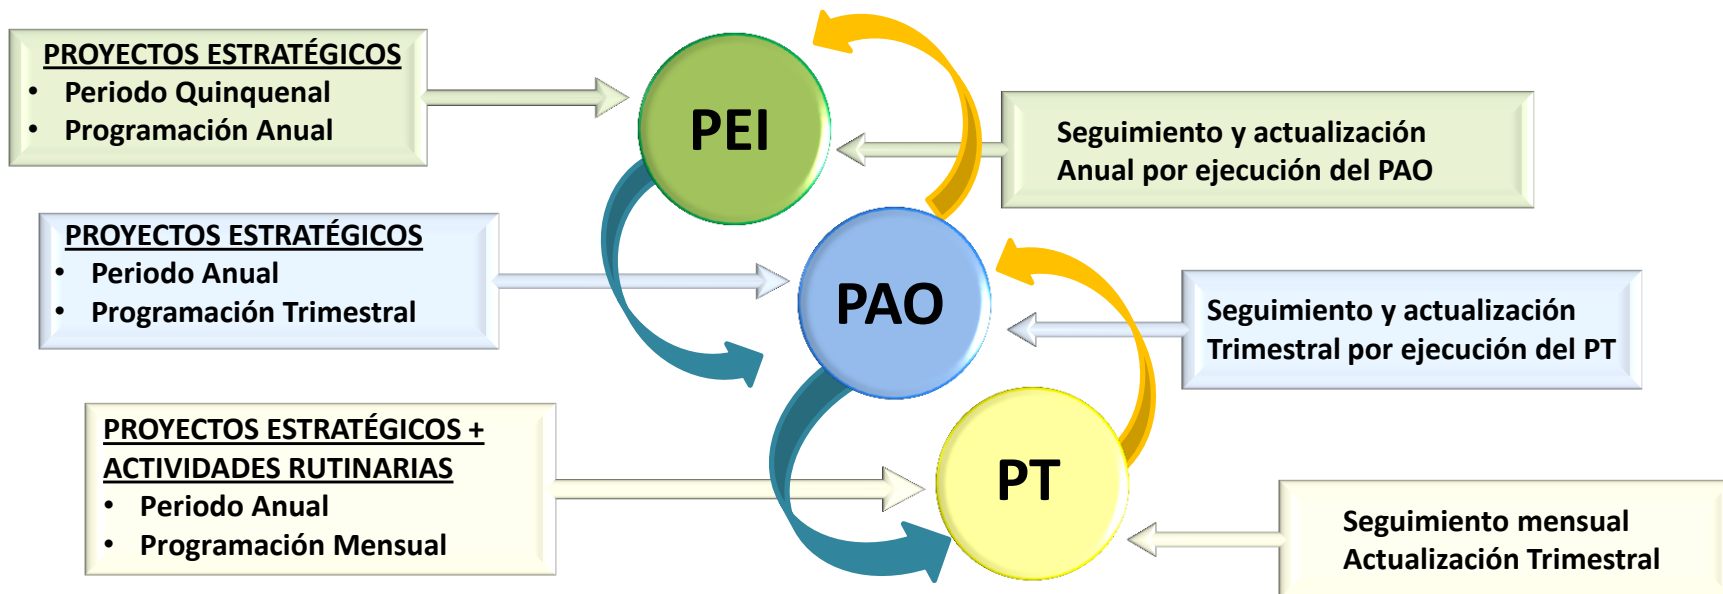 PROYECTOS ESTRATÉGICOS
• Periodo Quinquenal
• Programación Anual
PEI
Seguimiento y actualización
Anual por ejecución del PAO
PROYECTOS ESTRATÉGICOS
• Periodo Anual
• Programación Trimestral
PAO
Seguimiento y actualización
Trimestral por ejecución del PT
PROYECTOS ESTRATÉGICOS +
ACTIVIDADES RUTINARIAS
• Periodo Anual
• Programación Mensual
PT
Seguimiento mensual
Actualización Trimestral